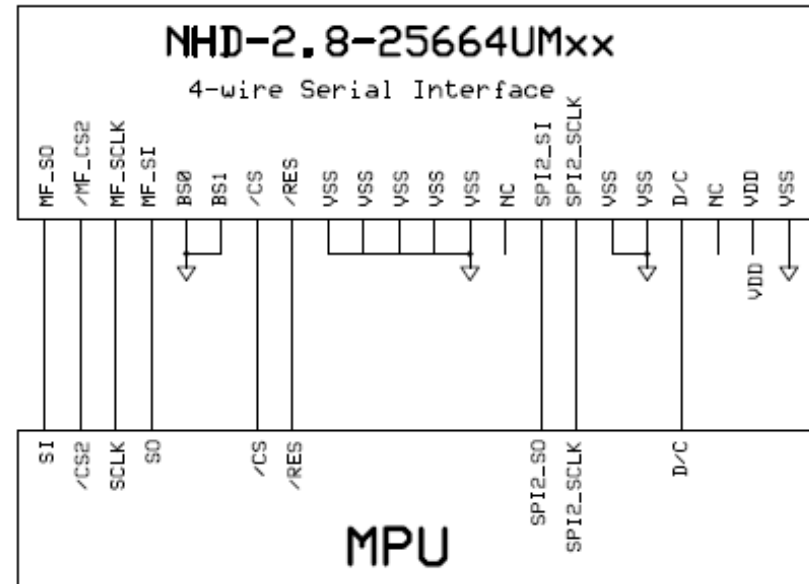 NHD-2.8-25664UMxx
4-wire Serial Interface
MF_SO
/MF_CS2
MF_SCLK
MF_SI
BS0
BS1
/CS
/RES
VSS
VSS
VSS
VSS
VSS
NC
SPI2_SI
SPI2_SCLK
VSS
VSS
D/C
NC
VDD
VSS
VDD
SI
/CS2
SCLK
SO
/CS
/RES
SPI2_SO
SPI2_SCLK
D/C
MPU